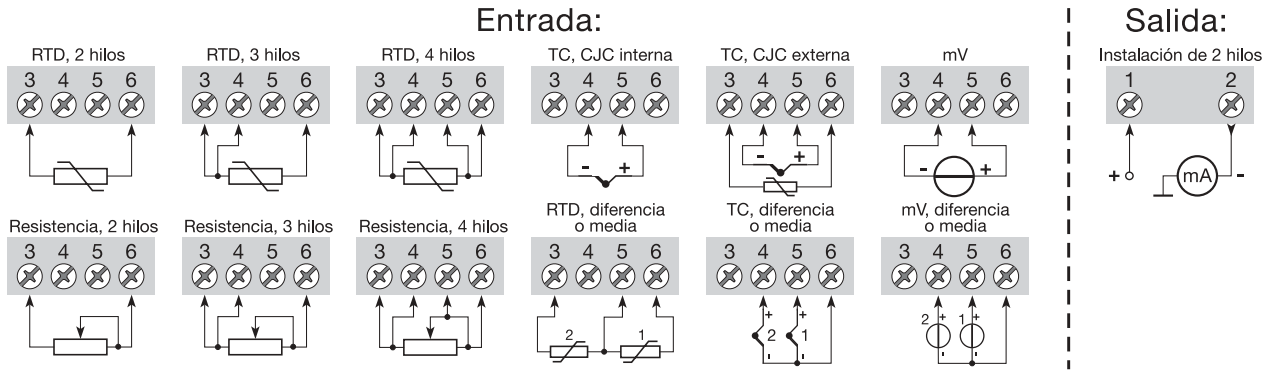 Entrada:
Salida:
RTD, 2 hilos
RTD, 3 hilos
RTD, 4 hilos
TC, CJC interna
TC, CJC externa
mV
Instalación de 2 hilos
3 4 5 6
3 4 5 6
3 4 5 6
3 4 5 6
3 4 5 6
3 4 5 6
1 2
- +
- +
- +
+ mA -
Resistencia, 2 hilos
Resistencia, 3 hilos
Resistencia, 4 hilos
RTD, diferencia
o media
TC, diferencia
o media
mV, diferencia
o media
3 4 5 6
3 4 5 6
3 4 5 6
3 4 5 6
3 4 5 6
3 4 5 6
2 1
+ +
2 1
- -
2 + 1 +
- -